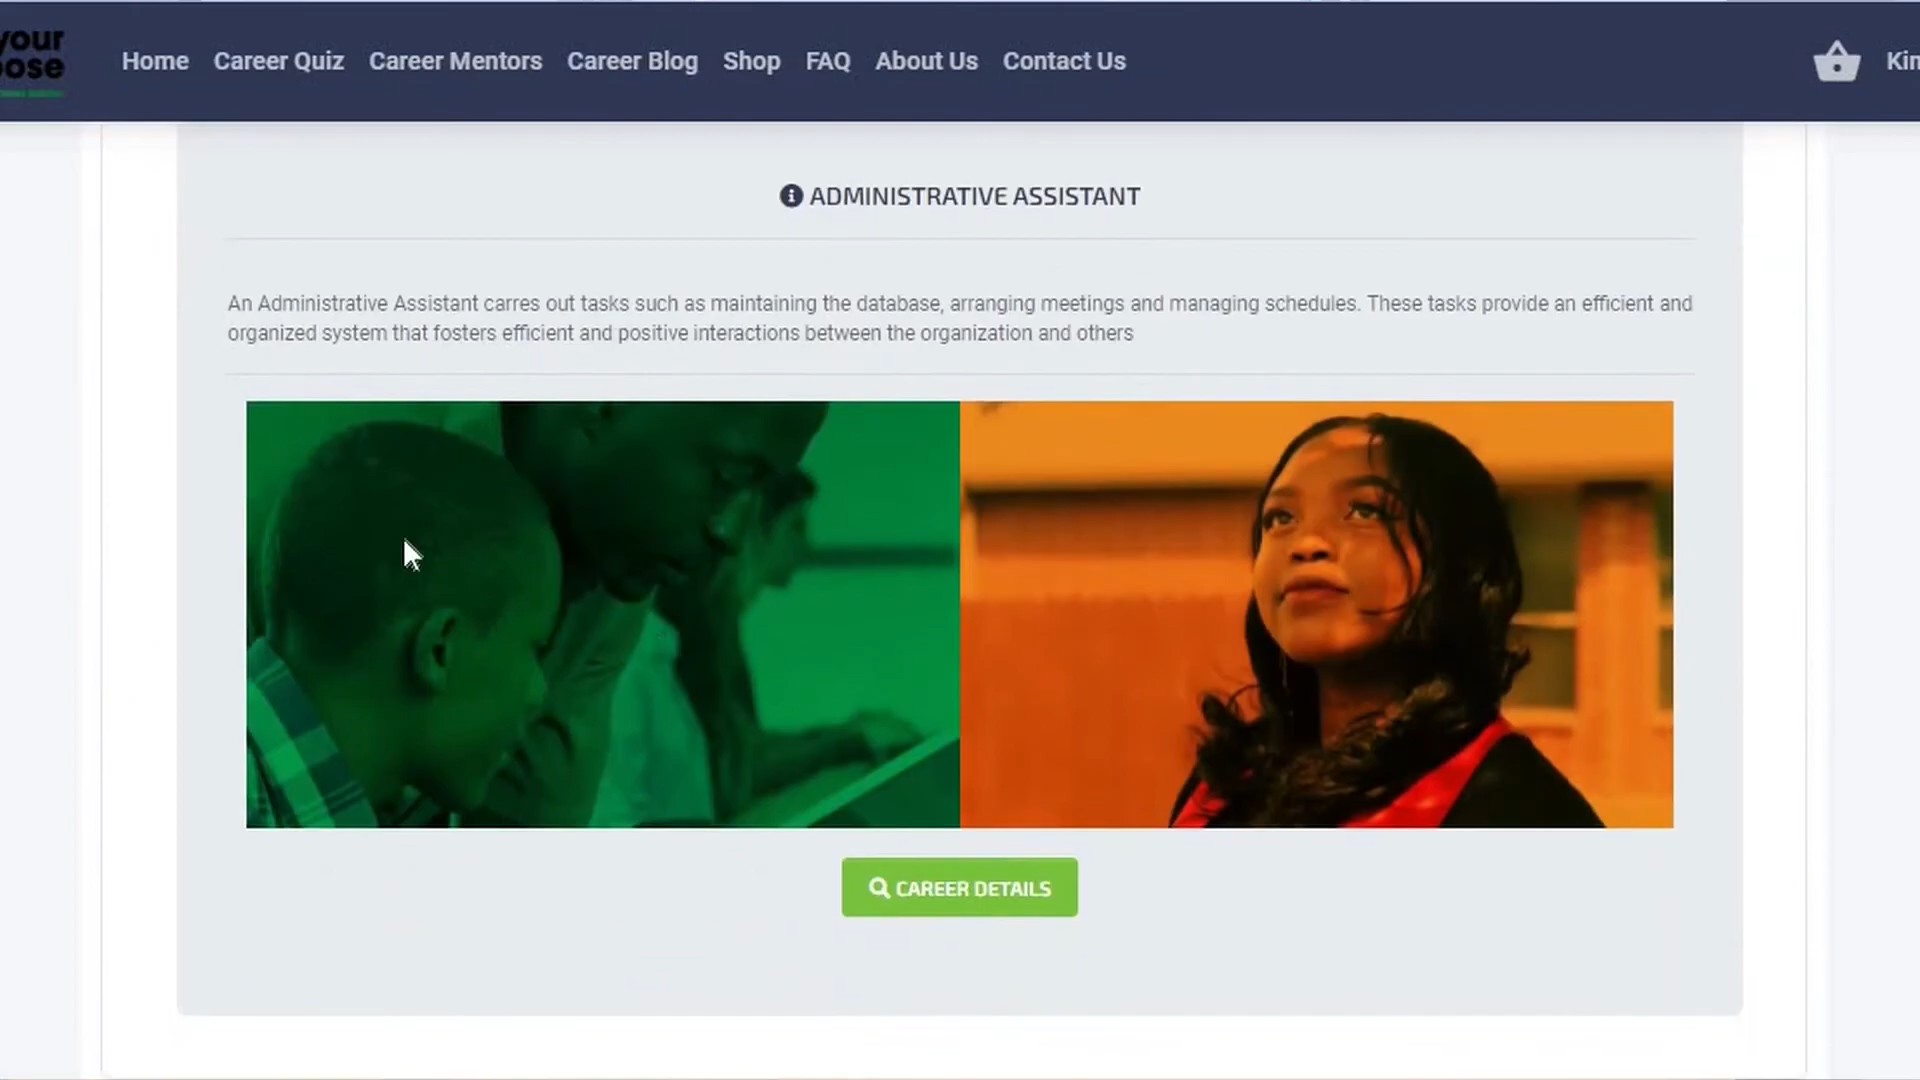 your
Home Career Quiz Career Mentors Career Blog Shop FAQ About Us Contact Us
ADMINISTRATIVE ASSISTANT
An Administrative Assistant carres out tasks such as maintaining the database, arranging meetings and managing schedules. These tasks provide an efficient and
organized system that fosters efficient and positive interactions between the organization and others
CAREER DETAILS